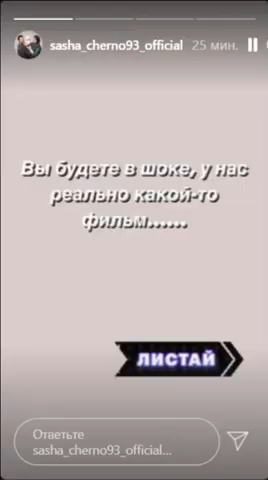 sasha_cherno93_official 25 мин.
Вы будете в шоке, у нас
реально какой-то
фильм......
ЛИСТАЙ
Ответьте
sasha_cherno93_official...